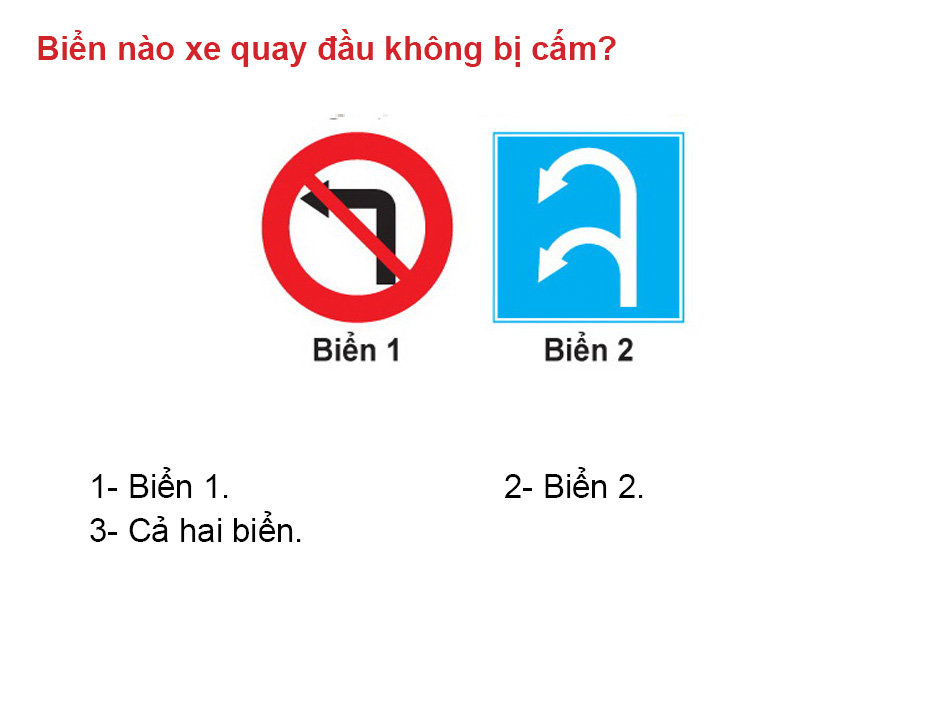 Biển nào xe quay đầu không bị cấm?
Biển 1 Biển 2
1- Biển 1. 2- Biển 2.
3- Cả hai biển.